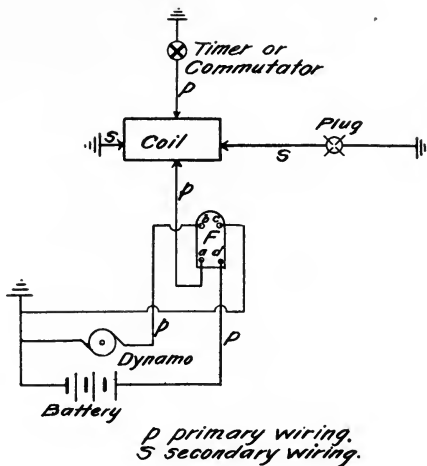 Timer or
Commutator
p
S Coil
S
Plug
p
b c
F
a d
p
p
Dynamo
Battery
p primary wiring.
S secondary wiring.